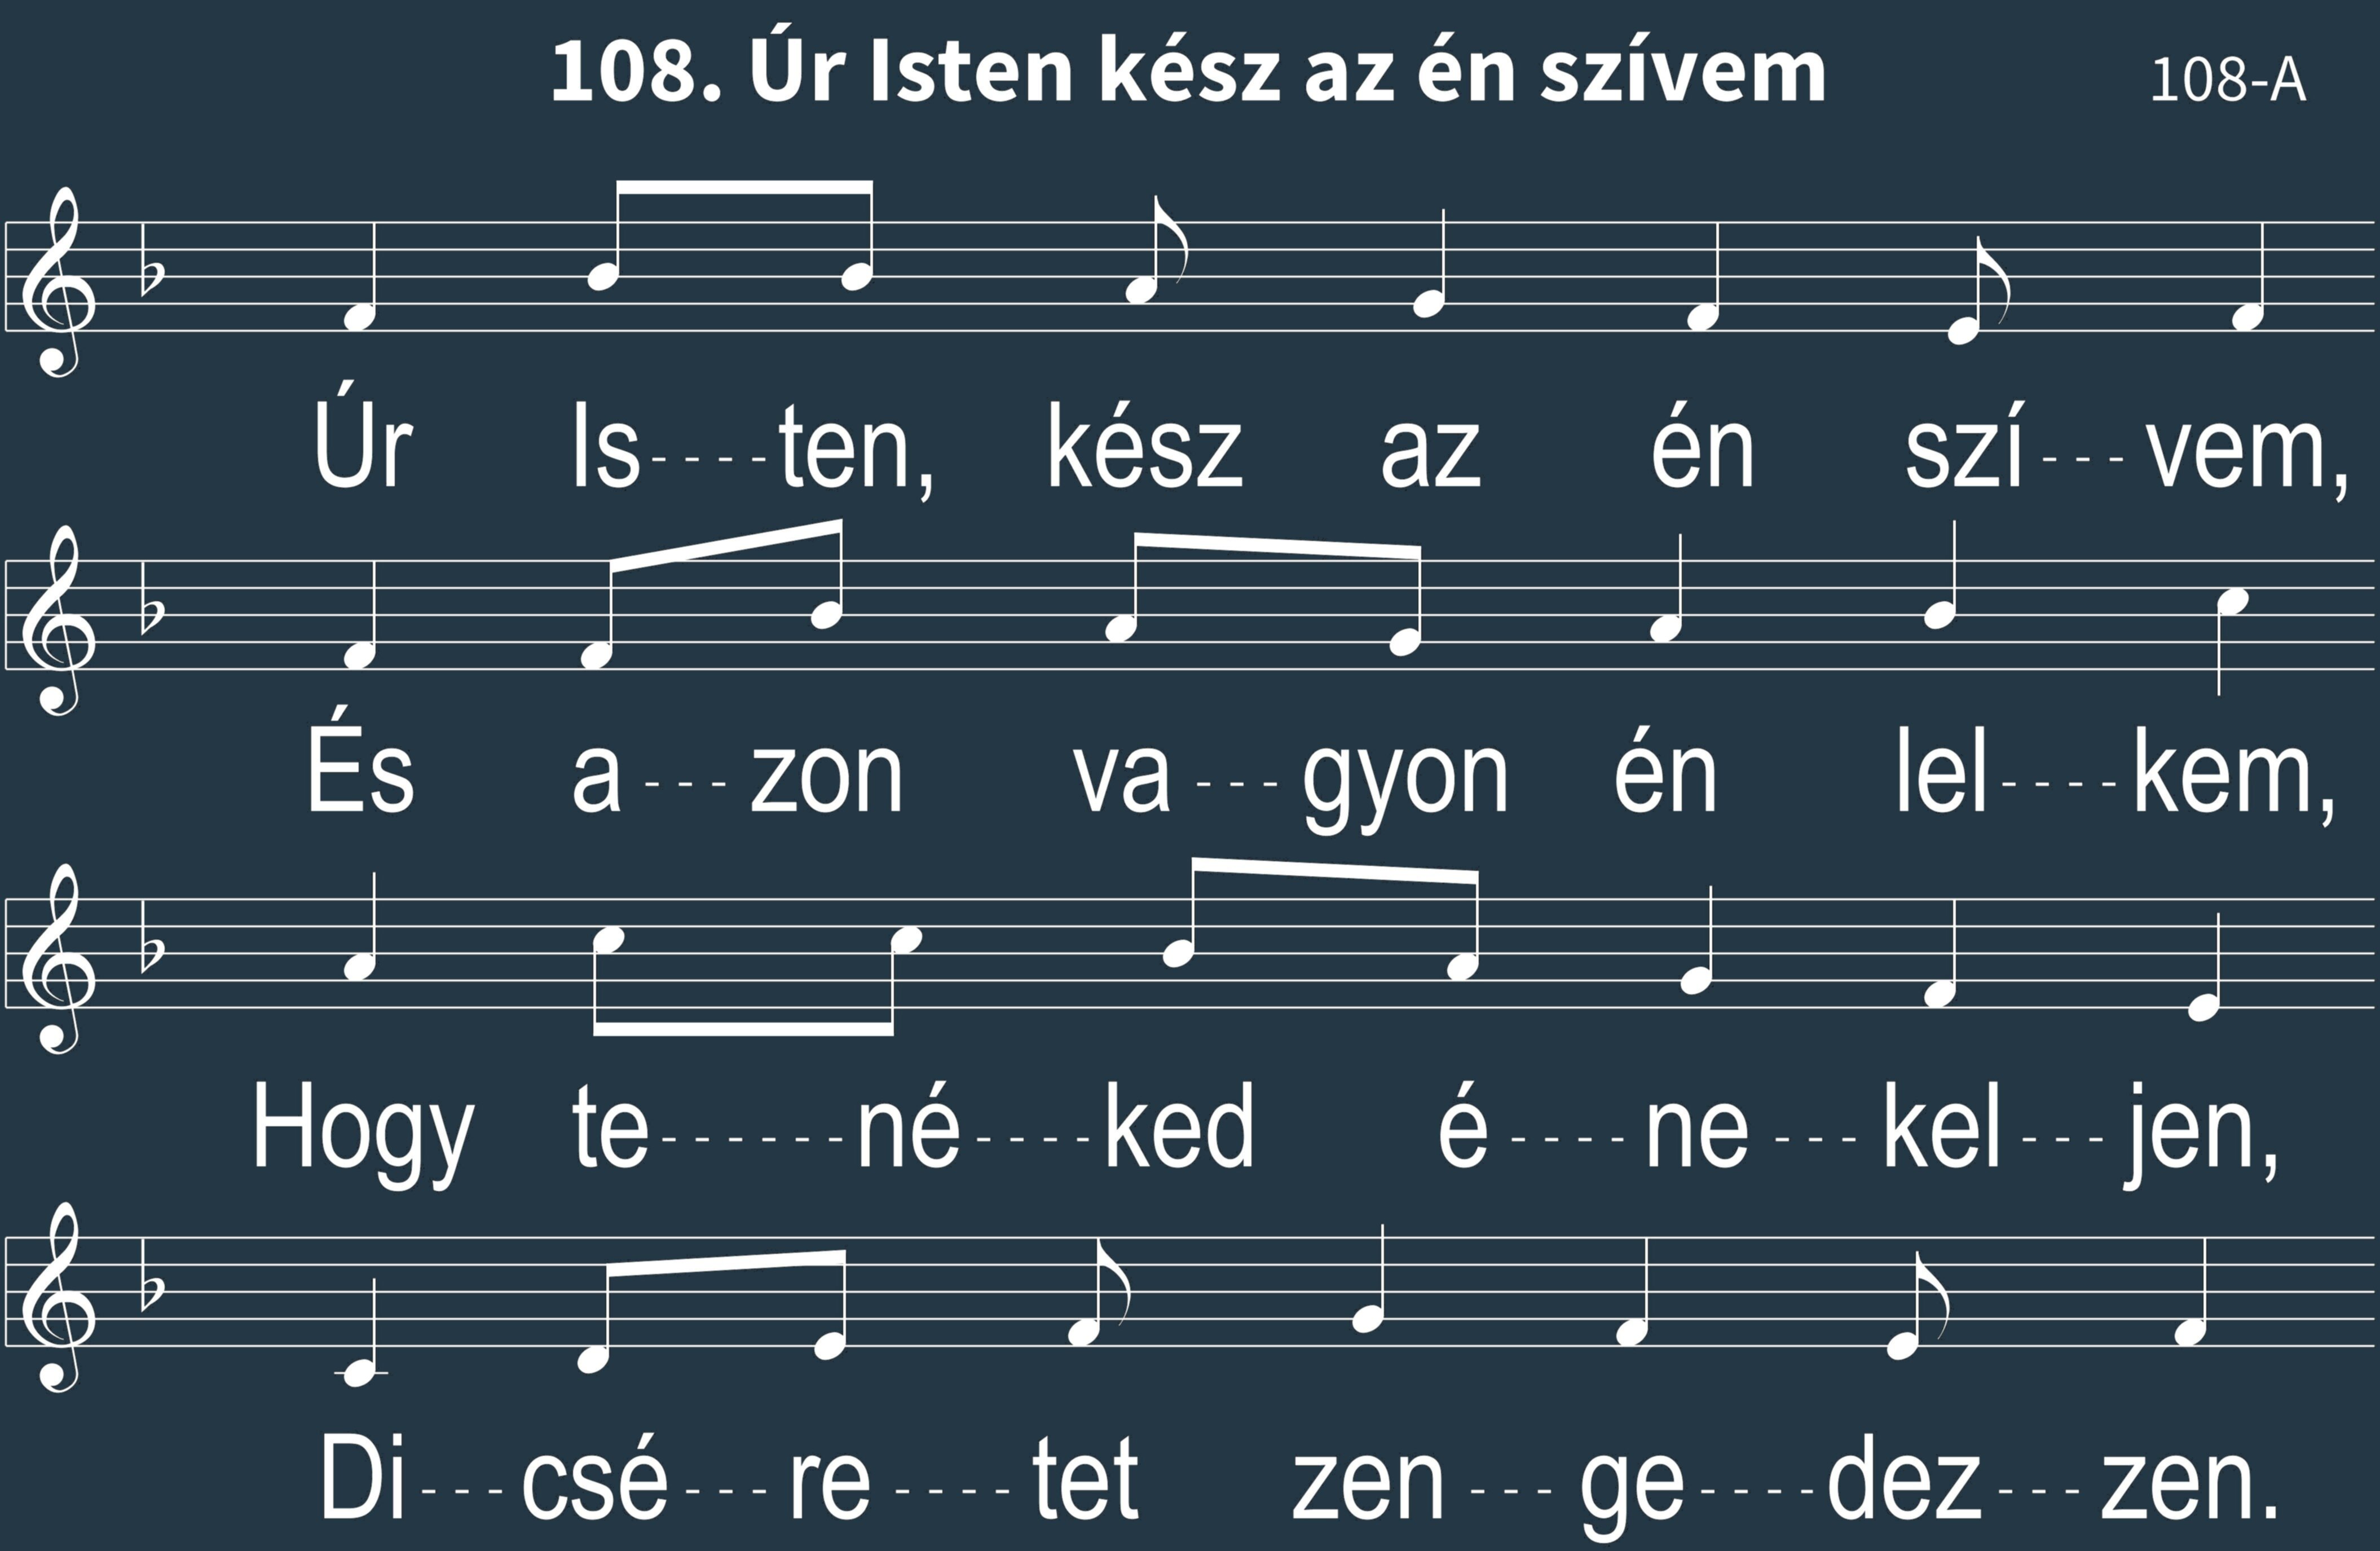 108. Úr Isten kész az én szívem 108-A
Úr Is----ten, kész az én szí---vem,
És a---zon va---gyon én lel----kem,
Hogy te------né----ked é----ne---kel---jen,
Di---csé---re----tet zen---ge----dez---zen.